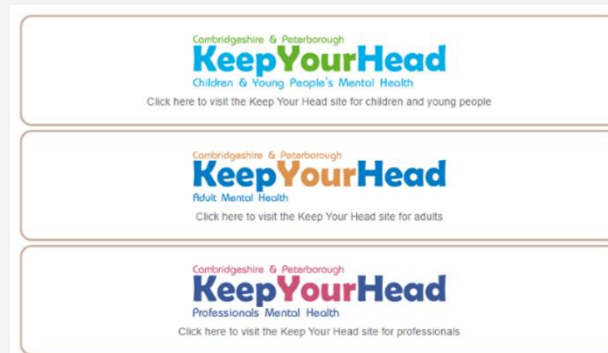 Cambridgeshire & Peterborough
KeepYourHead
Children & Young People's Mental Health
Click here to visit the Keep Your Head site for children and young people
Cambridgeshire & Peterborough
KeepYourHead
Adult Mental Health
Click here to visit the Keep Your Head site for adults
Cambridgeshire & Peterborough
KeepYourHead
Professionals Mental Health
Click here to visit the Keep Your Head site for professionals